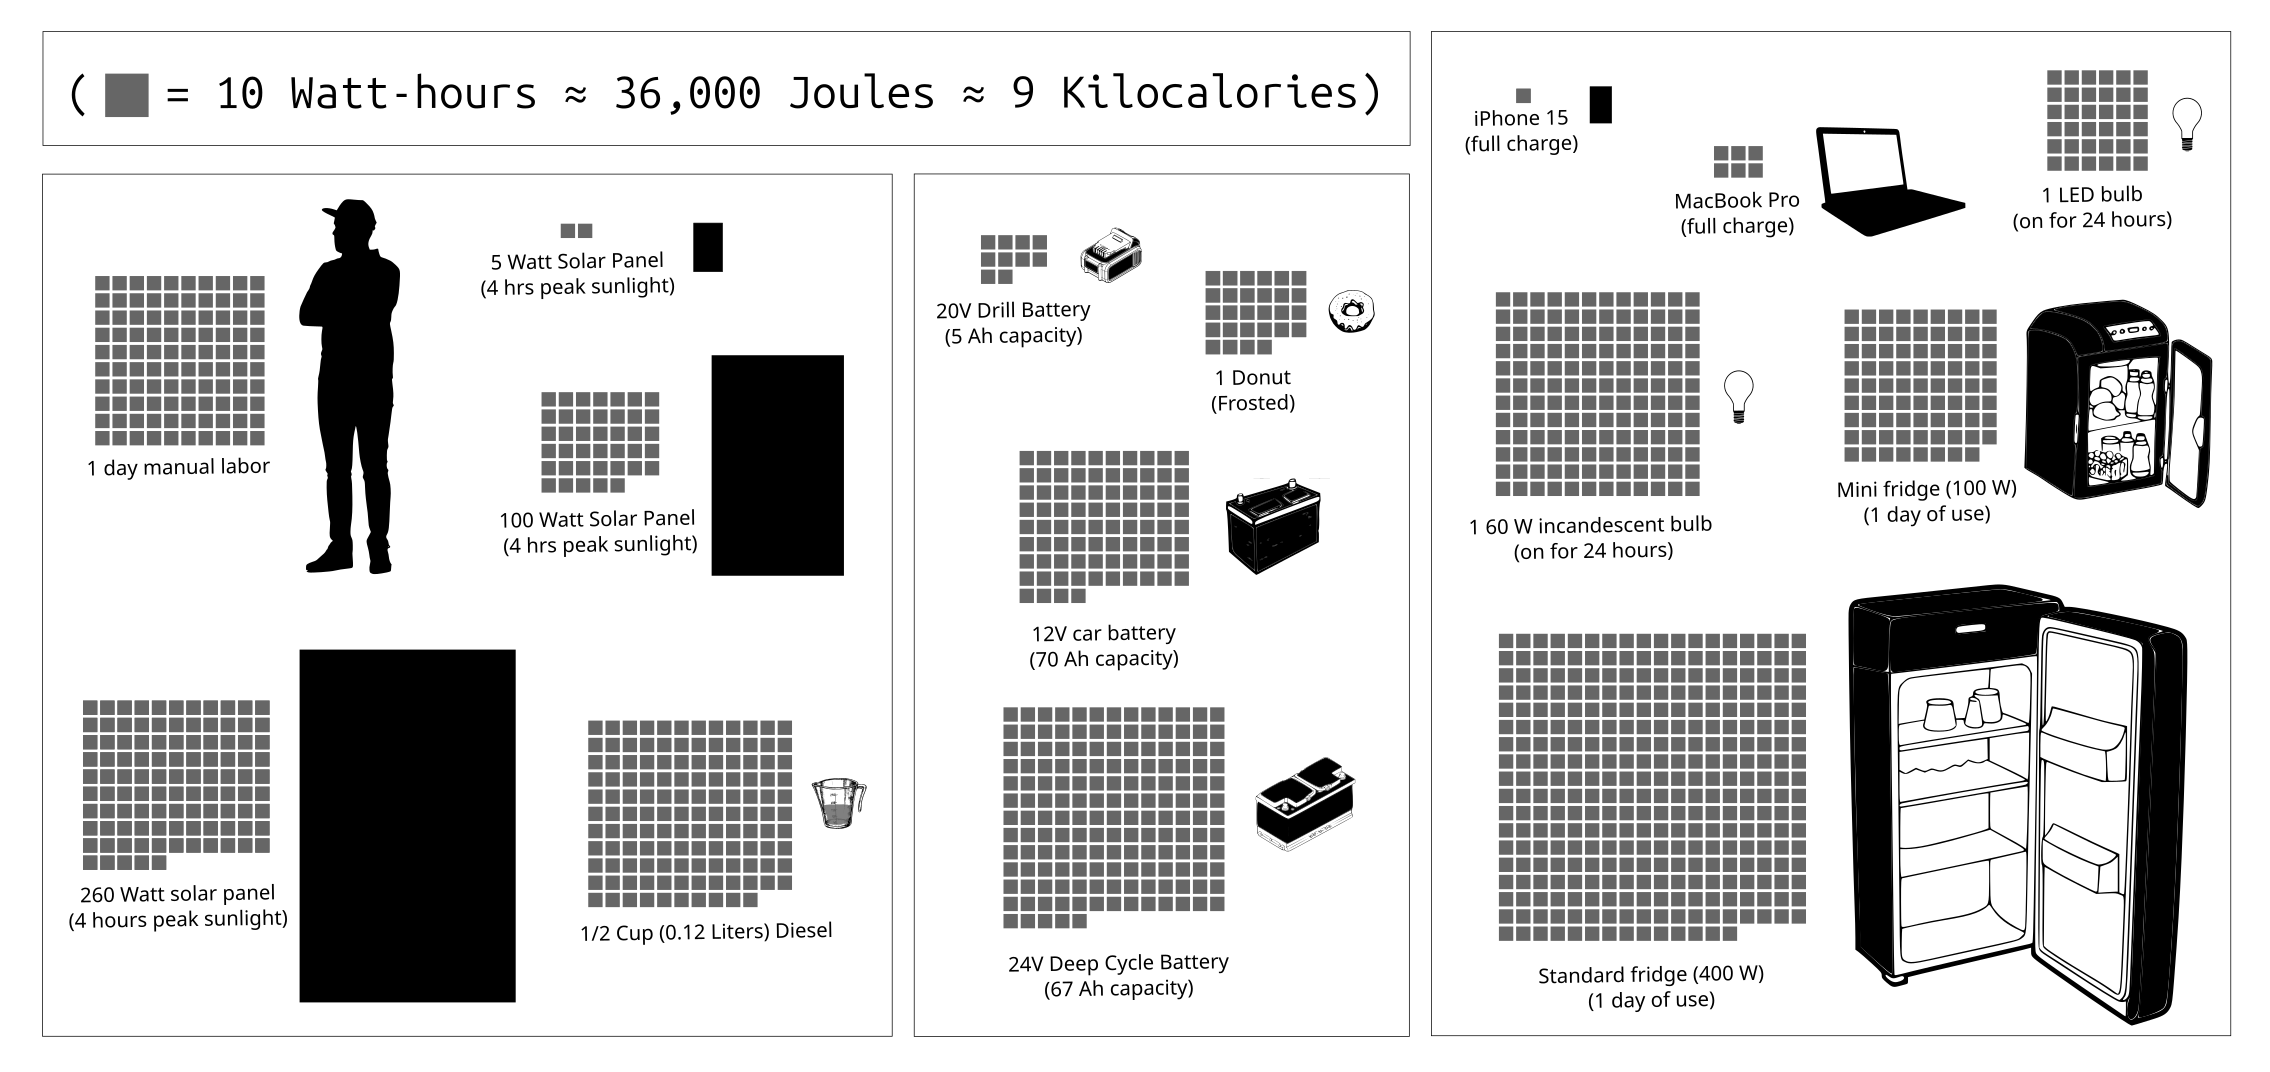 ( = 10 Watt-hours ≈ 36,000 Joules ≈ 9 Kilocalories)
1 day manual labor
5 Watt Solar Panel
(4 hrs peak sunlight)
100 Watt Solar Panel
(4 hrs peak sunlight)
260 Watt solar panel
(4 hours peak sunlight)
1/2 Cup (0.12 Liters) Diesel
20V Drill Battery
(5 Ah capacity)
1 Donut
(Frosted)
12V car battery
(70 Ah capacity)
24V Deep Cycle Battery
(67 Ah capacity)
iPhone 15
(full charge)
MacBook Pro
(full charge)
1 LED bulb
(on for 24 hours)
1 60 W incandescent bulb
(on for 24 hours)
Mini fridge (100 W)
(1 day of use)
Standard fridge (400 W)
(1 day of use)